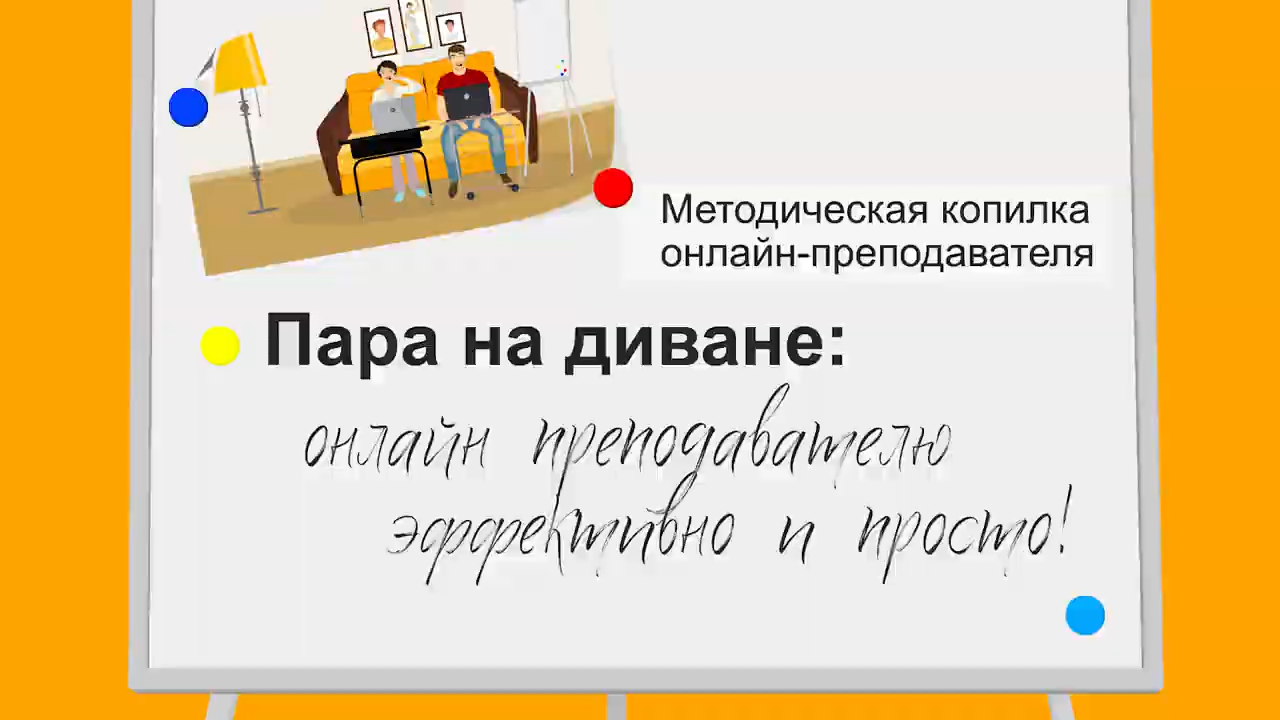 Методическая копилка
онлайн-преподавателя
Пара на диване:
онлайн преподавателю
эффективно и просто!